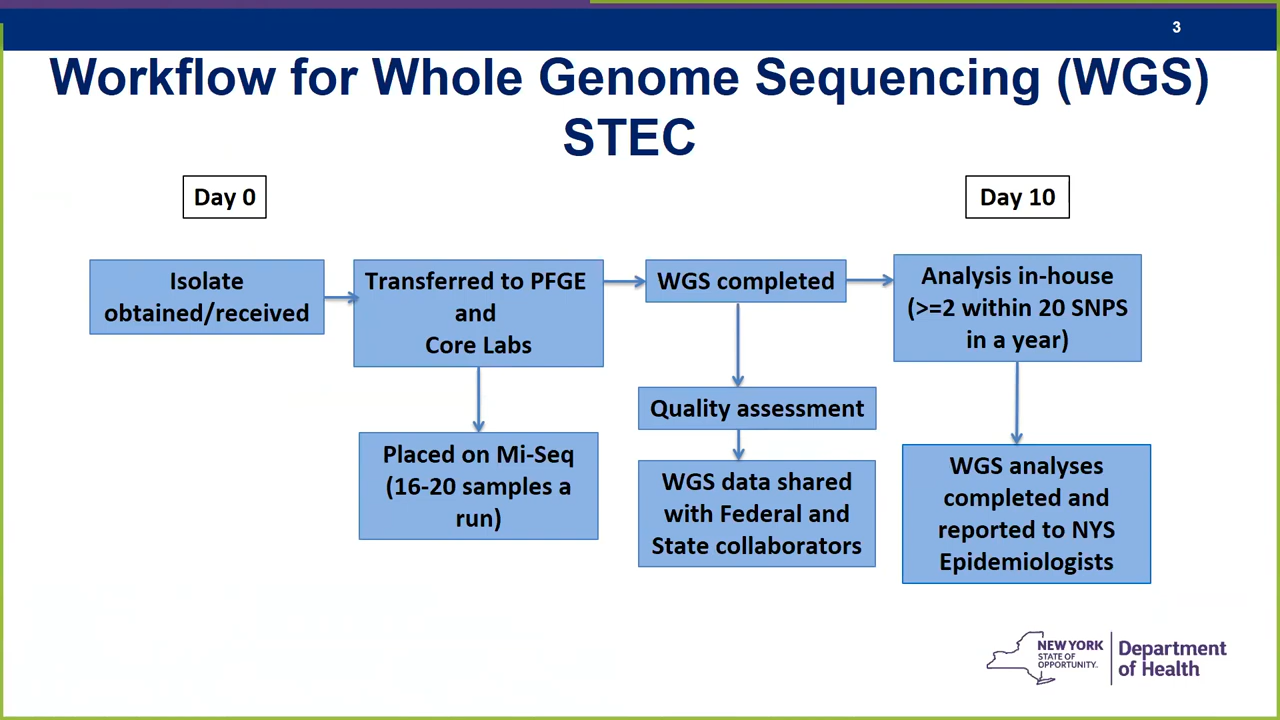 3
Workflow for Whole Genome Sequencing (WGS)
STEC
Day 0
Day 10
Isolate
obtained/received
Transferred to PFGE
and
Core Labs
Placed on Mi-Seq
(16-20 samples a
run)
WGS completed
Quality assessment
WGS data shared
with Federal and
State collaborators
Analysis in-house
(>=2 within 20 SNPS
in a year)
WGS analyses
completed and
reported to NYS
Epidemiologists
NEW YORK
STATE OF
OPPORTUNITY.
Department
of Health